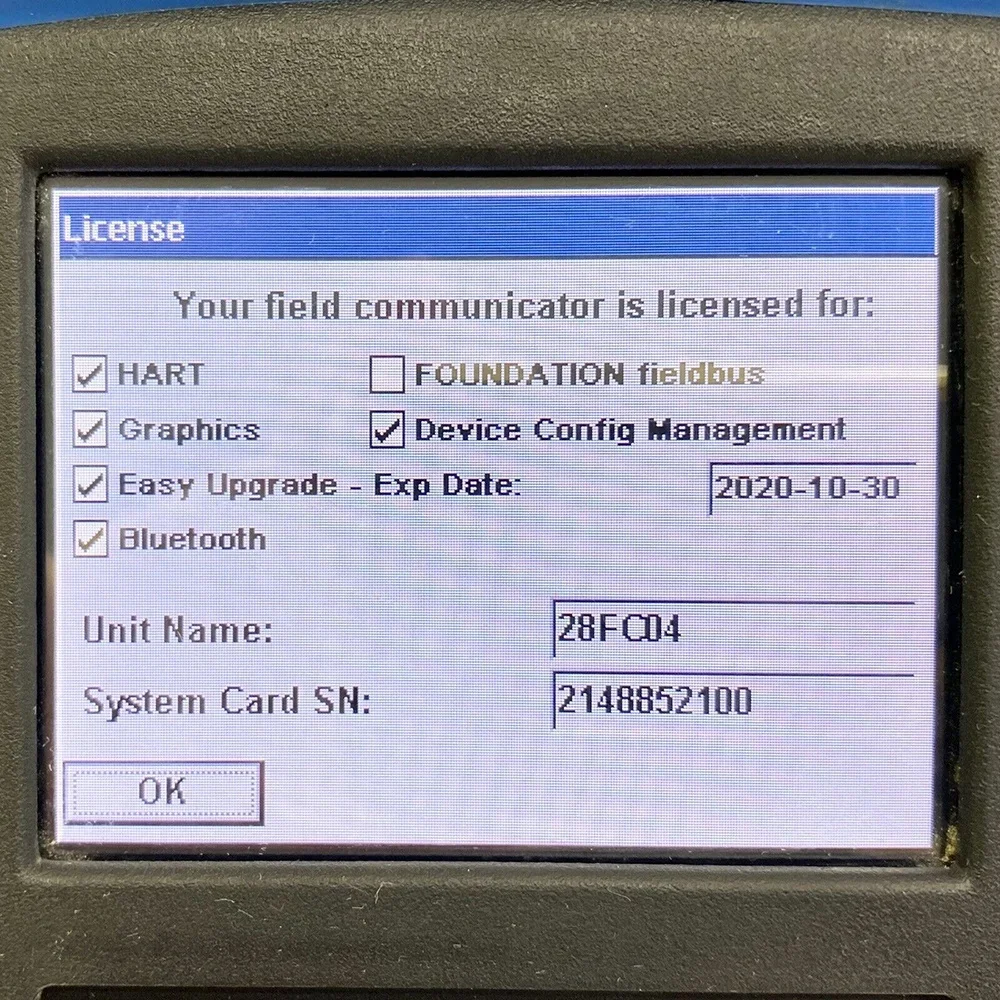 License
Your field communicator is licensed for:
HART FOUNDATION fieldbus
Graphics Device Config Management
Easy Upgrade - Exp Date: 2020-10-30
Bluetooth
Unit Name: 28FC04
System Card SN: 2148852100
OK